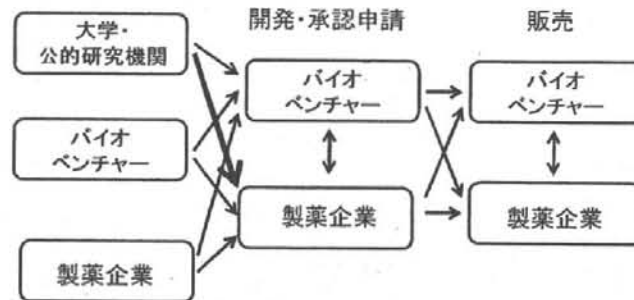 開発・承認申請
販売
大学・
公的研究機関
バイオ
ベンチャー
製薬企業
バイオ
ベンチャー
製薬企業
バイオ
ベンチャー
製薬企業